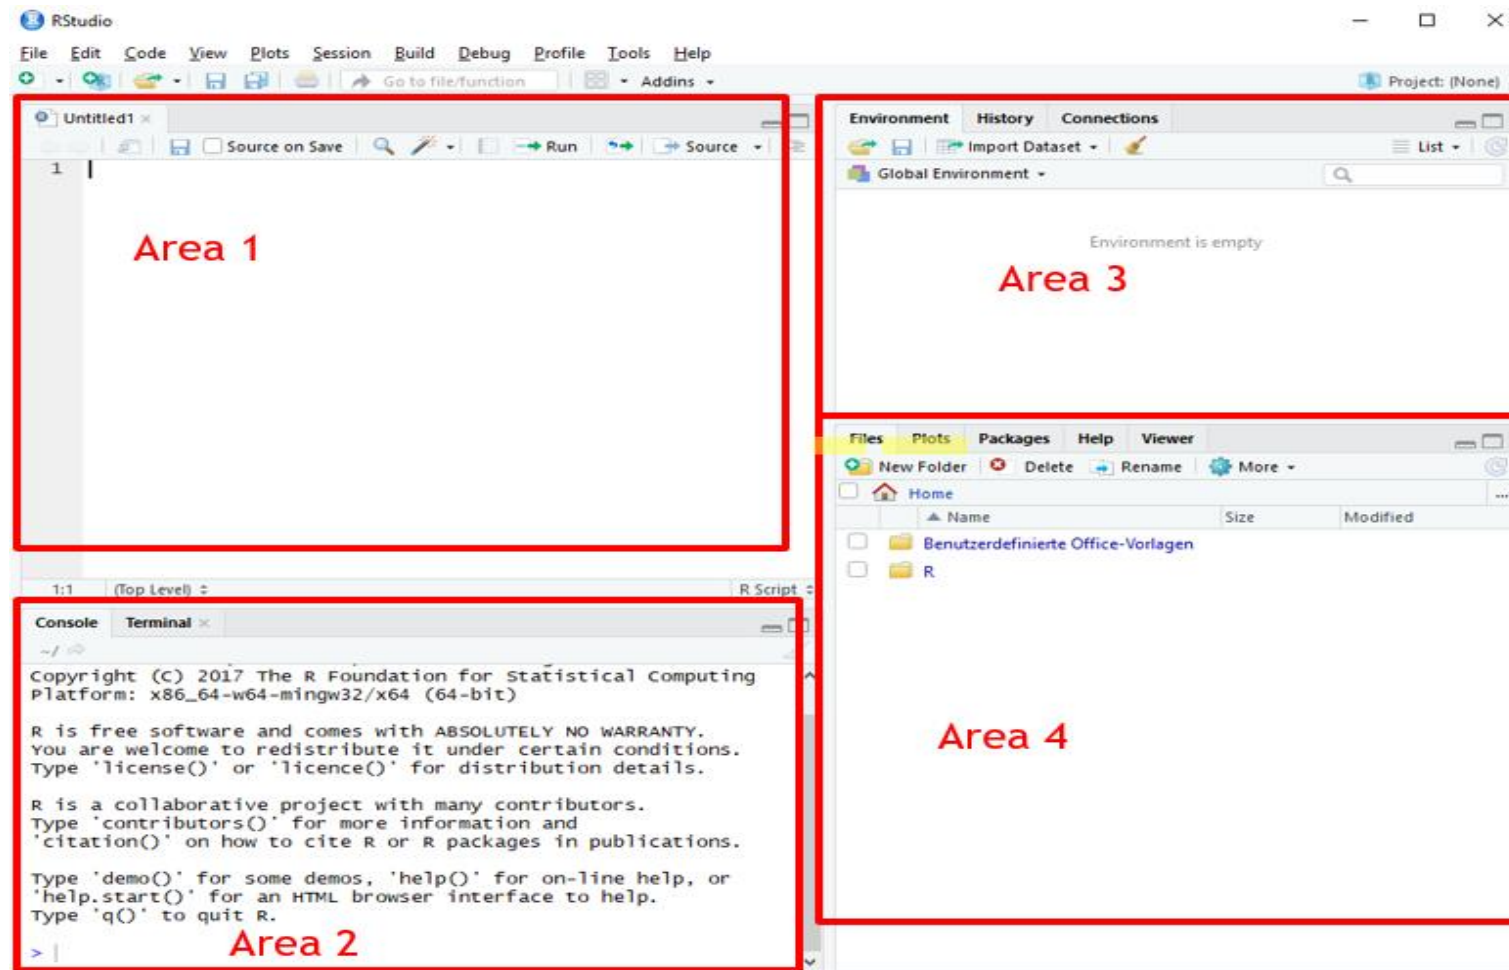 RStudio
File Edit Code View Plots Session Build Debug Profile Tools Help
Go to file/function Addins Project: (None)
Untitled1
Source on Save Run Source
1
Area 1
1:1 (Top Level) R Script
Console Terminal
~/
Copyright (C) 2017 The R Foundation for Statistical Computing
Platform: x86_64-w64-mingw32/x64 (64-bit)
R is free software and comes with ABSOLUTELY NO WARRANTY.
You are welcome to redistribute it under certain conditions.
Type 'license()' or 'licence()' for distribution details.
R is a collaborative project with many contributors.
Type 'contributors()' for more information and
'citation()' on how to cite R or R packages in publications.
Type 'demo()' for some demos, 'help()' for on-line help, or
'help.start()' for an HTML browser interface to help.
Type 'q()' to quit R.
>
Area 2
Environment History Connections
Import Dataset List
Global Environment
Environment is empty
Area 3
Files Plots Packages Help Viewer
New Folder Delete Rename More
Home ...
Name Size Modified
Benutzerdefinierte Office-Vorlagen
R
Area 4